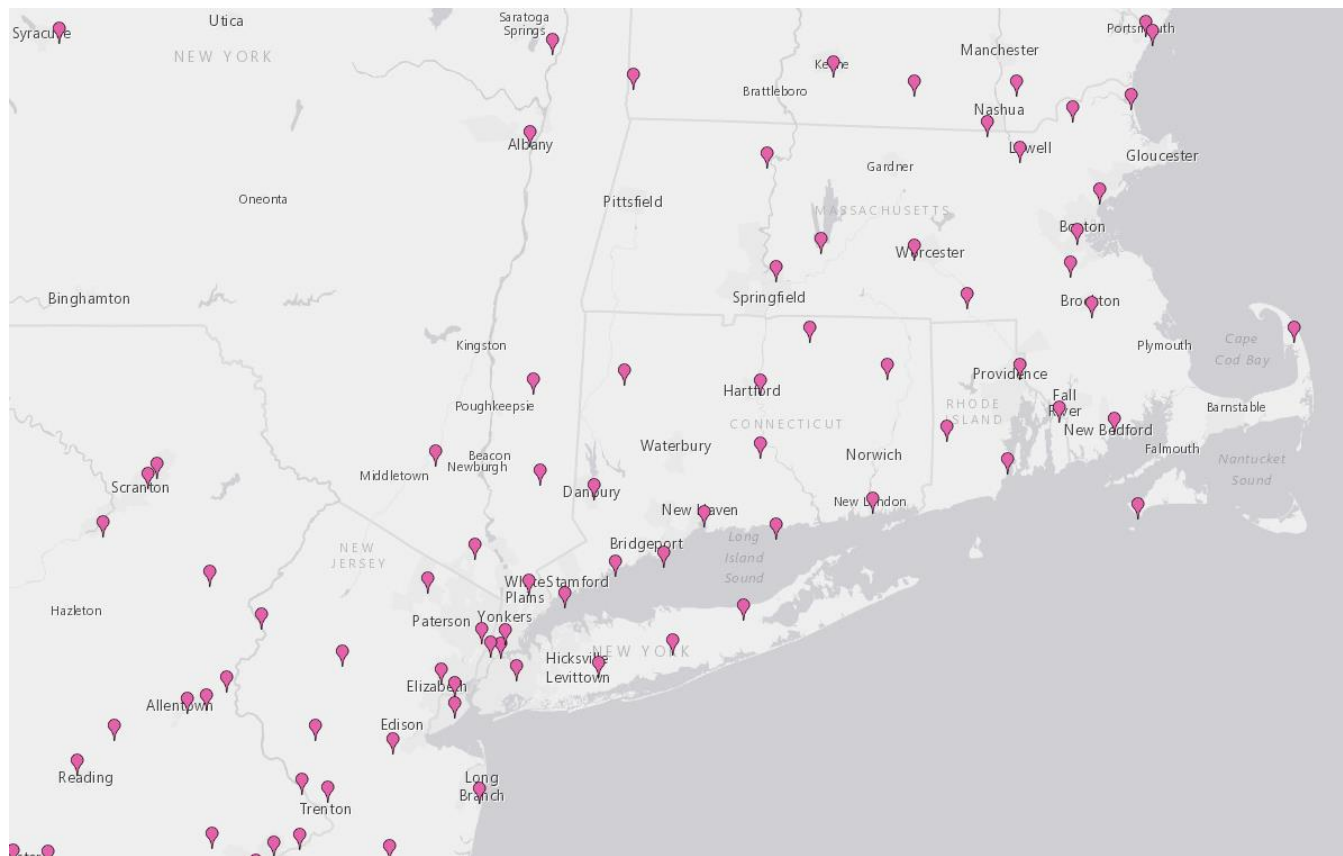 Syracuse
Utica
NEW YORK
Saratoga
Springs
Manchester
Portsmouth
Keene
Brattleboro
Nashua
Albany
Lowell
Gloucester
Gardner
Oneonta
Pittsfield
MASSACHUSETTS
Boston
Worcester
Binghamton
Springfield
Brockton
Kingston
Plymouth
Cape
Cod Bay
Providence
Hartford
Poughkeepsie
RHODE
ISLAND
Fall
River
Barnstable
CONNECTICUT
New Bedford
Waterbury
Norwich
Falmouth
Beacon
Newburgh
Middletown
Nantucket
Sound
Scranton
Danbury
New London
New Haven
NEW
JERSEY
Bridgeport
Long
Island
Sound
White
Plains
Stamford
Hazleton
Paterson
Yonkers
NEW YORK
Hicksville
Levittown
Elizabeth
Allentown
Edison
Reading
Long
Branch
Trenton